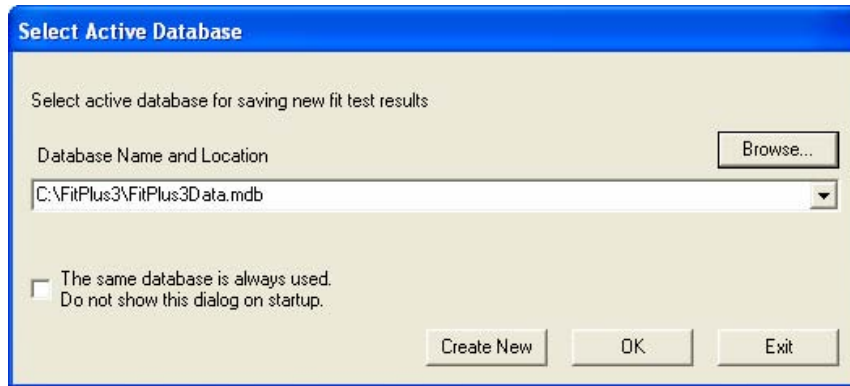 Select Active Database
Select active database for saving new fit test results
Database Name and Location
Browse...
C:\FitPlus3\FitPlus3Data.mdb
The same database is always used.
Do not show this dialog on startup.
Create New
OK
Exit